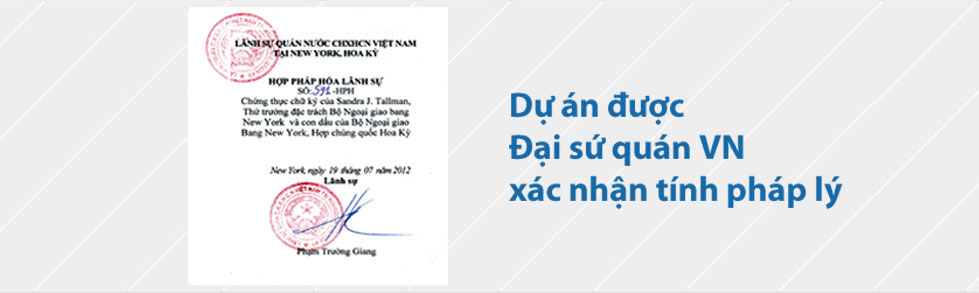 LÃNH SỰ QUÁN NƯỚC CHXHCN VIỆT NAM
TẠI NEW YORK, HOA KỲ
HỢP PHÁP HÓA LÃNH SỰ
SỐ:591-HPH
Chứng thực chữ ký của Sandra J. Tallman,
Thứ trưởng đặc trách Bộ Ngoại giao bang
New York và con dấu của Bộ Ngoại giao
Bang New York, Hợp chúng quốc Hoa Kỳ
New York, ngày 19 tháng 07 năm 2012
Lãnh sự
Phạm Trường Giang
Dự án được
Đại sứ quán VN
xác nhận tính pháp lý